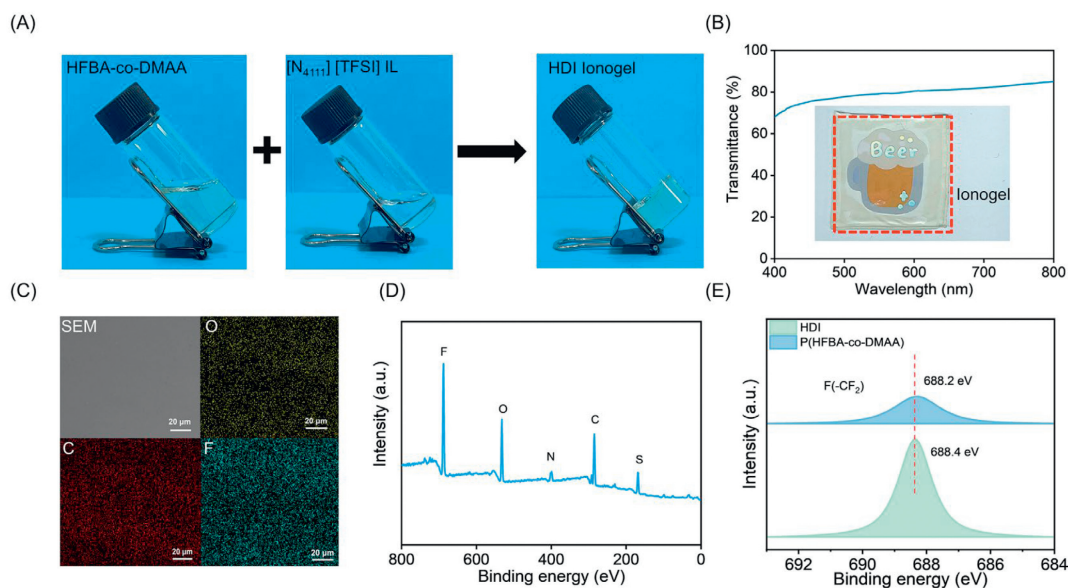 (A)
HFBA-co-DMAA
[N4111] [TFSI] IL
HDI Ionogel
(B)
Transmittance (%)
100
80
60
40
20
0
400
500
600
700
800
Wavelength (nm)
Beer
Ionogel
(C)
SEM
20 μm
O
20 μm
C
20 μm
F
20 μm
(D)
Intensity (a.u.)
F
O
N
C
S
800
600
400
200
0
Binding energy (eV)
(E)
Intensity (a.u.)
HDI
P(HFBA-co-DMAA)
F(-CF2)
688.2 eV
688.4 eV
692
690
688
686
684
Binding energy (eV)